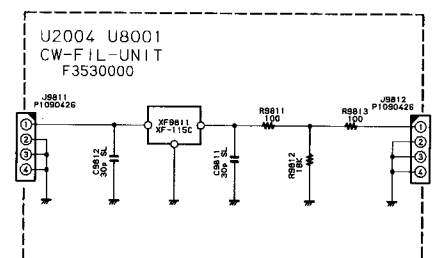 U2004 U8001
CW-FIL-UNIT
F3530000
J9811
P1090426
J9812
P1090426
XF9811
XF-115C
R9811
100
R9813
100
1
2
3
4
C9812
30p SL
C9811
30p SL
R9812
18K
1
2
3
4